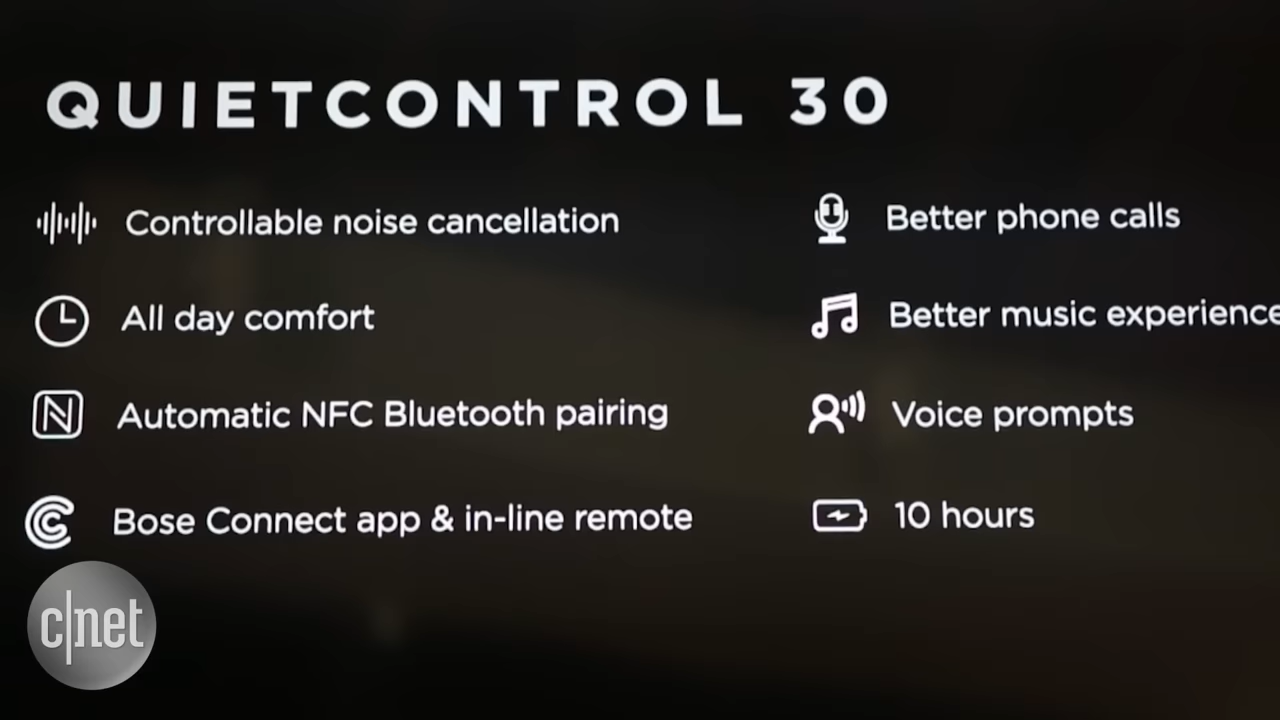 QUIETCONTROL 30
Controllable noise cancellation
Better phone calls
All day comfort
Better music experience
Automatic NFC Bluetooth pairing
Voice prompts
Bose Connect app & in-line remote
10 hours
c|net